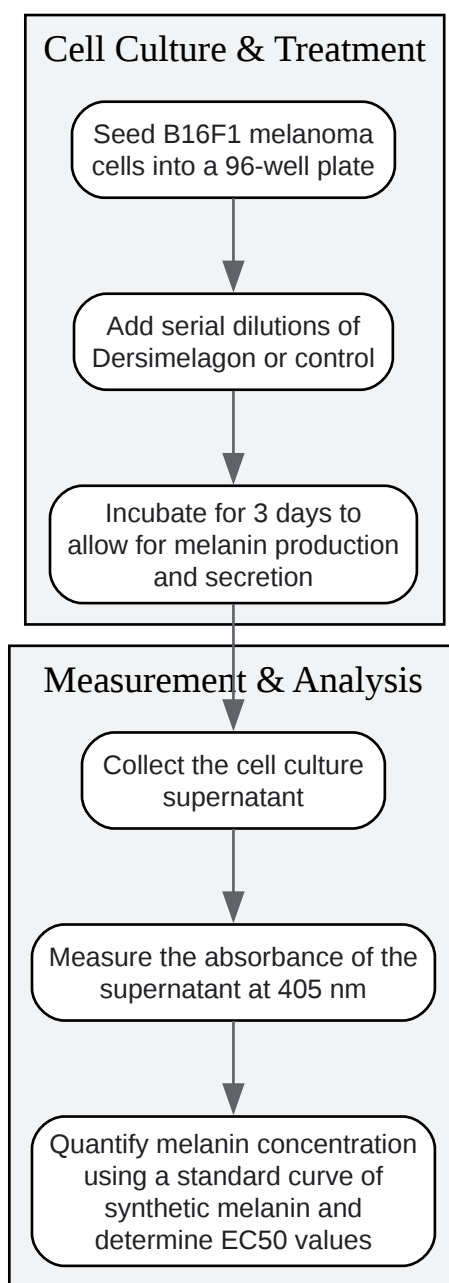 Cell Culture & Treatment
Seed B16F1 melanoma
cells into a 96-well plate
Add serial dilutions of
Dersimelagon or control
Incubate for 3 days to
allow for melanin production
and secretion
Measurement & Analysis
Collect the cell culture
supernatant
Measure the absorbance of the
supernatant at 405 nm
Quantify melanin concentration
using a standard curve of
synthetic melanin and
determine EC50 values